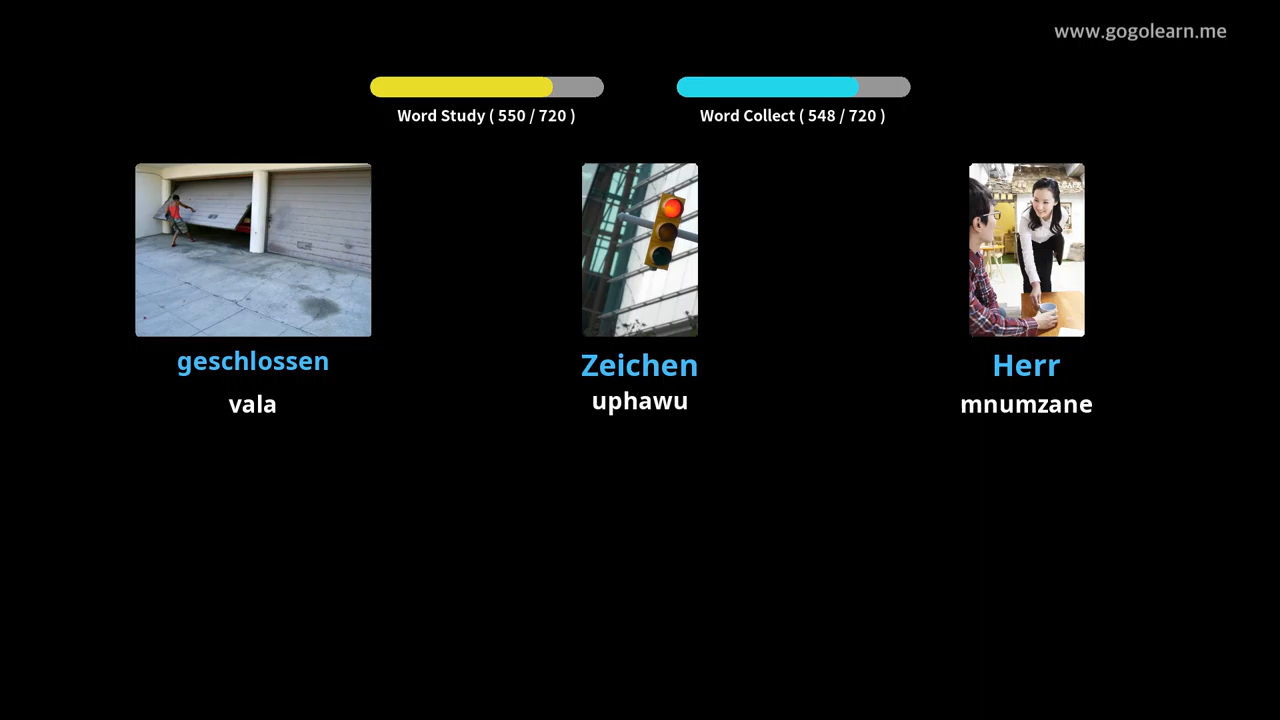 www.gogolearn.me
Word Study ( 550 / 720 )
Word Collect ( 548 / 720 )
geschlossen
Zeichen
Herr
vala
uphawu
mnumzane